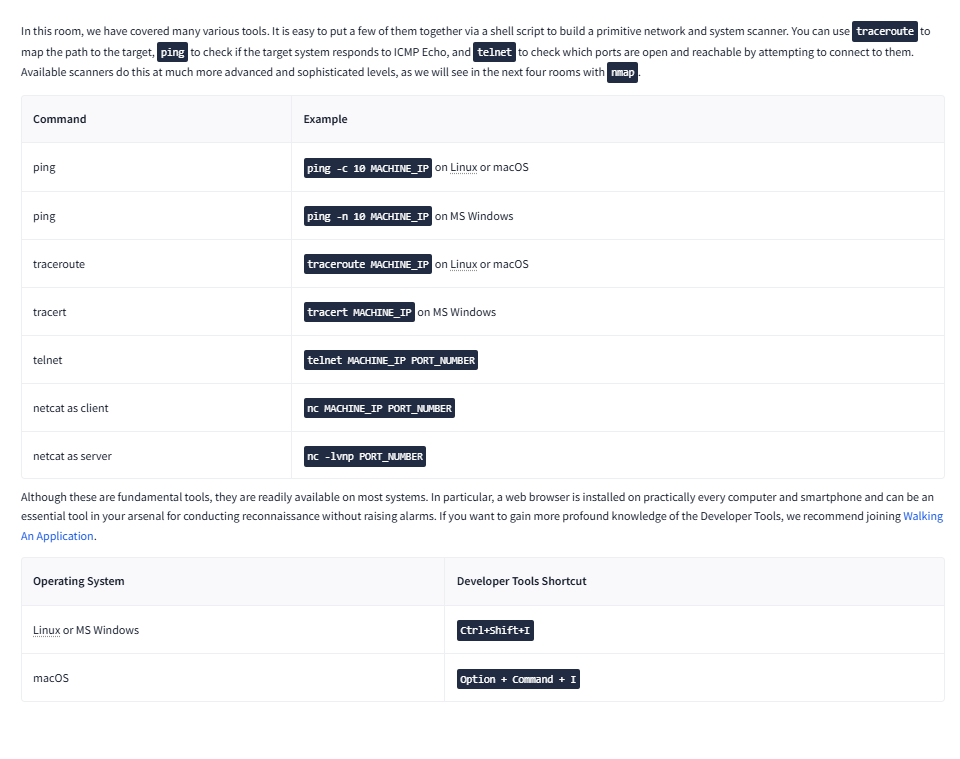 In this room, we have covered many various tools. It is easy to put a few of them together via a shell script to build a primitive network and system scanner. You can use traceroute to
map the path to the target, ping to check if the target system responds to ICMP Echo, and telnet to check which ports are open and reachable by attempting to connect to them.
Available scanners do this at much more advanced and sophisticated levels, as we will see in the next four rooms with nmap.
Command Example
ping ping -c 10 MACHINE_IP on Linux or macOS
ping ping -n 10 MACHINE_IP on MS Windows
traceroute traceroute MACHINE_IP on Linux or macOS
tracert tracert MACHINE_IP on MS Windows
telnet telnet MACHINE_IP PORT_NUMBER
netcat as client nc MACHINE_IP PORT_NUMBER
netcat as server nc -lvnp PORT_NUMBER
Although these are fundamental tools, they are readily available on most systems. In particular, a web browser is installed on practically every computer and smartphone and can be an
essential tool in your arsenal for conducting reconnaissance without raising alarms. If you want to gain more profound knowledge of the Developer Tools, we recommend joining Walking
An Application.
Operating System Developer Tools Shortcut
Linux or MS Windows Ctrl+Shift+I
macOS Option + Command + I